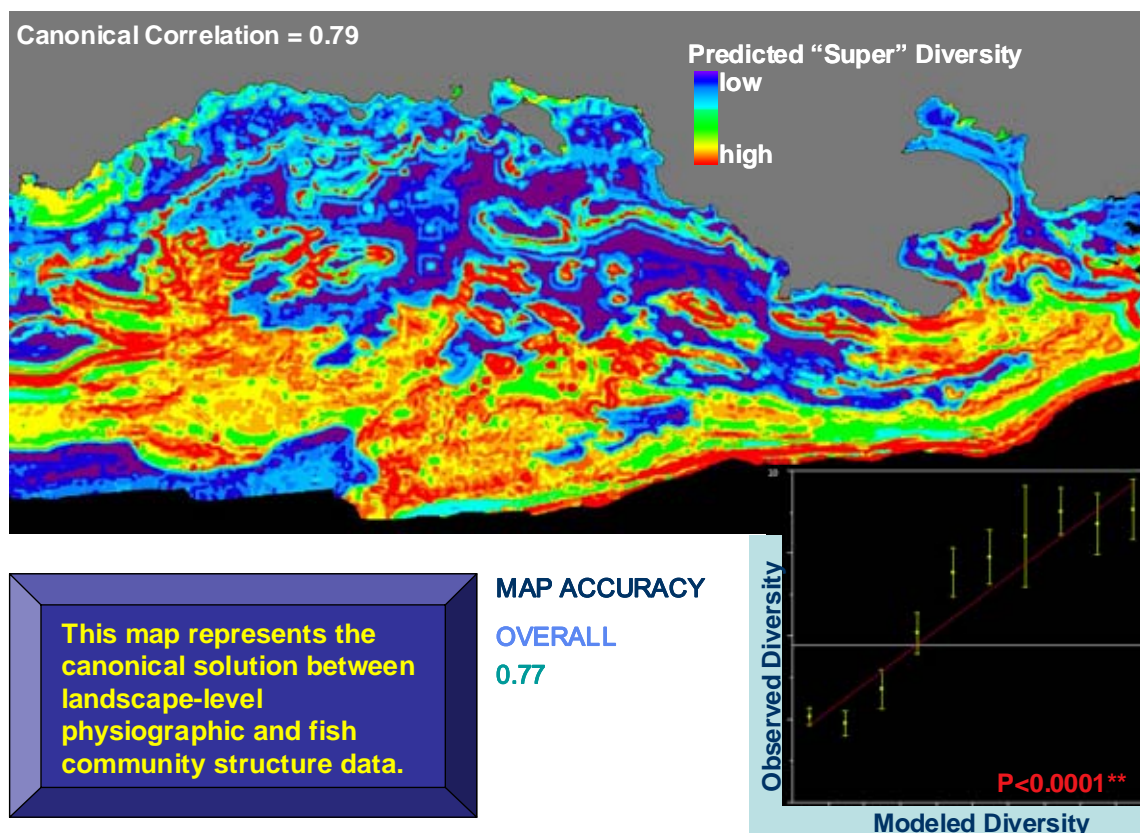 Canonical Correlation = 0.79
Predicted “Super” Diversity
low
high
This map represents the
canonical solution between
landscape-level
physiographic and fish
community structure data.
MAP ACCURACY
OVERALL
0.77
Observed Diversity
P<0.0001**
Modeled Diversity